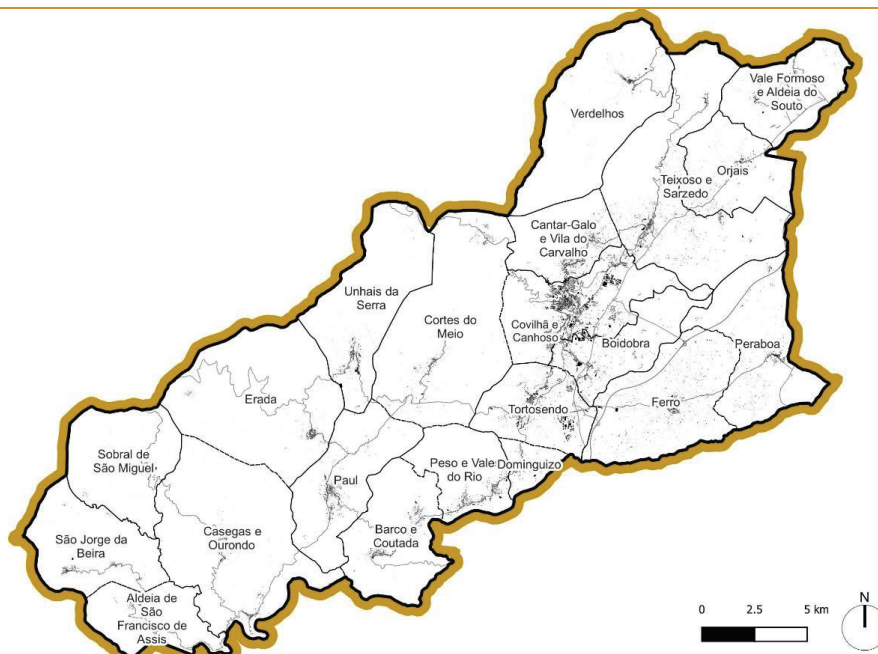 Vale Formoso
e Aldeia do
Souto
Verdelhos
Orjais
Teixoso e
Sarzedo
Cantar-Galo
e Vila do
Carvalho
Unhais da
Serra
Cortes do
Meio
Covilhã e
Canhoso
Boidobra
Peraboa
Erada
Ferro
Tortosendo
Sobral de
São Miguel
Peso e Vale
do Rio
Dominguizo
Paul
Casegas e
Ourondo
Barco e
Coutada
São Jorge da
Beira
Aldeia de
São
Francisco de
Assis
N
0 2.5 5 km